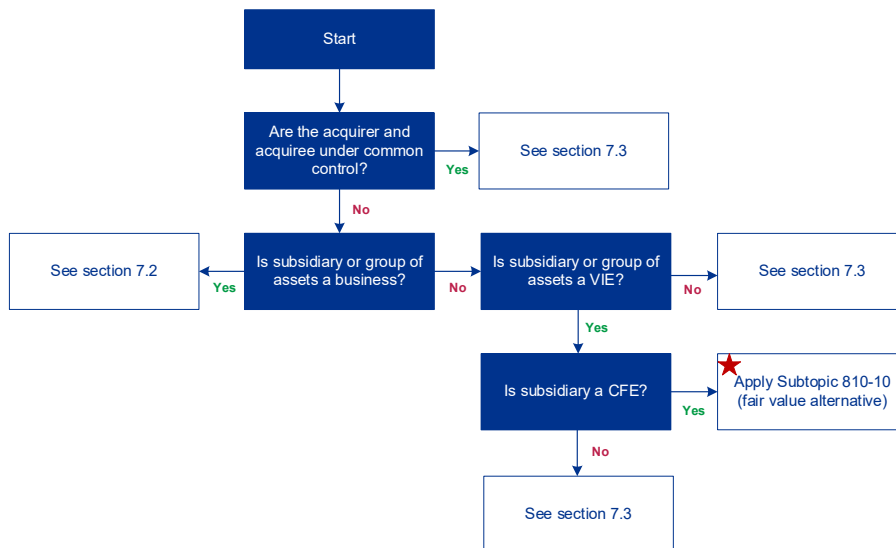 Start
Are the acquirer and
acquiree under common
control?
Yes
See section 7.3
No
See section 7.2
Yes
Is subsidiary or group of
assets a business?
No
Is subsidiary or group of
assets a VIE?
No
See section 7.3
Yes
Is subsidiary a CFE?
Yes
Apply Subtopic 810-10
(fair value alternative)
No
See section 7.3